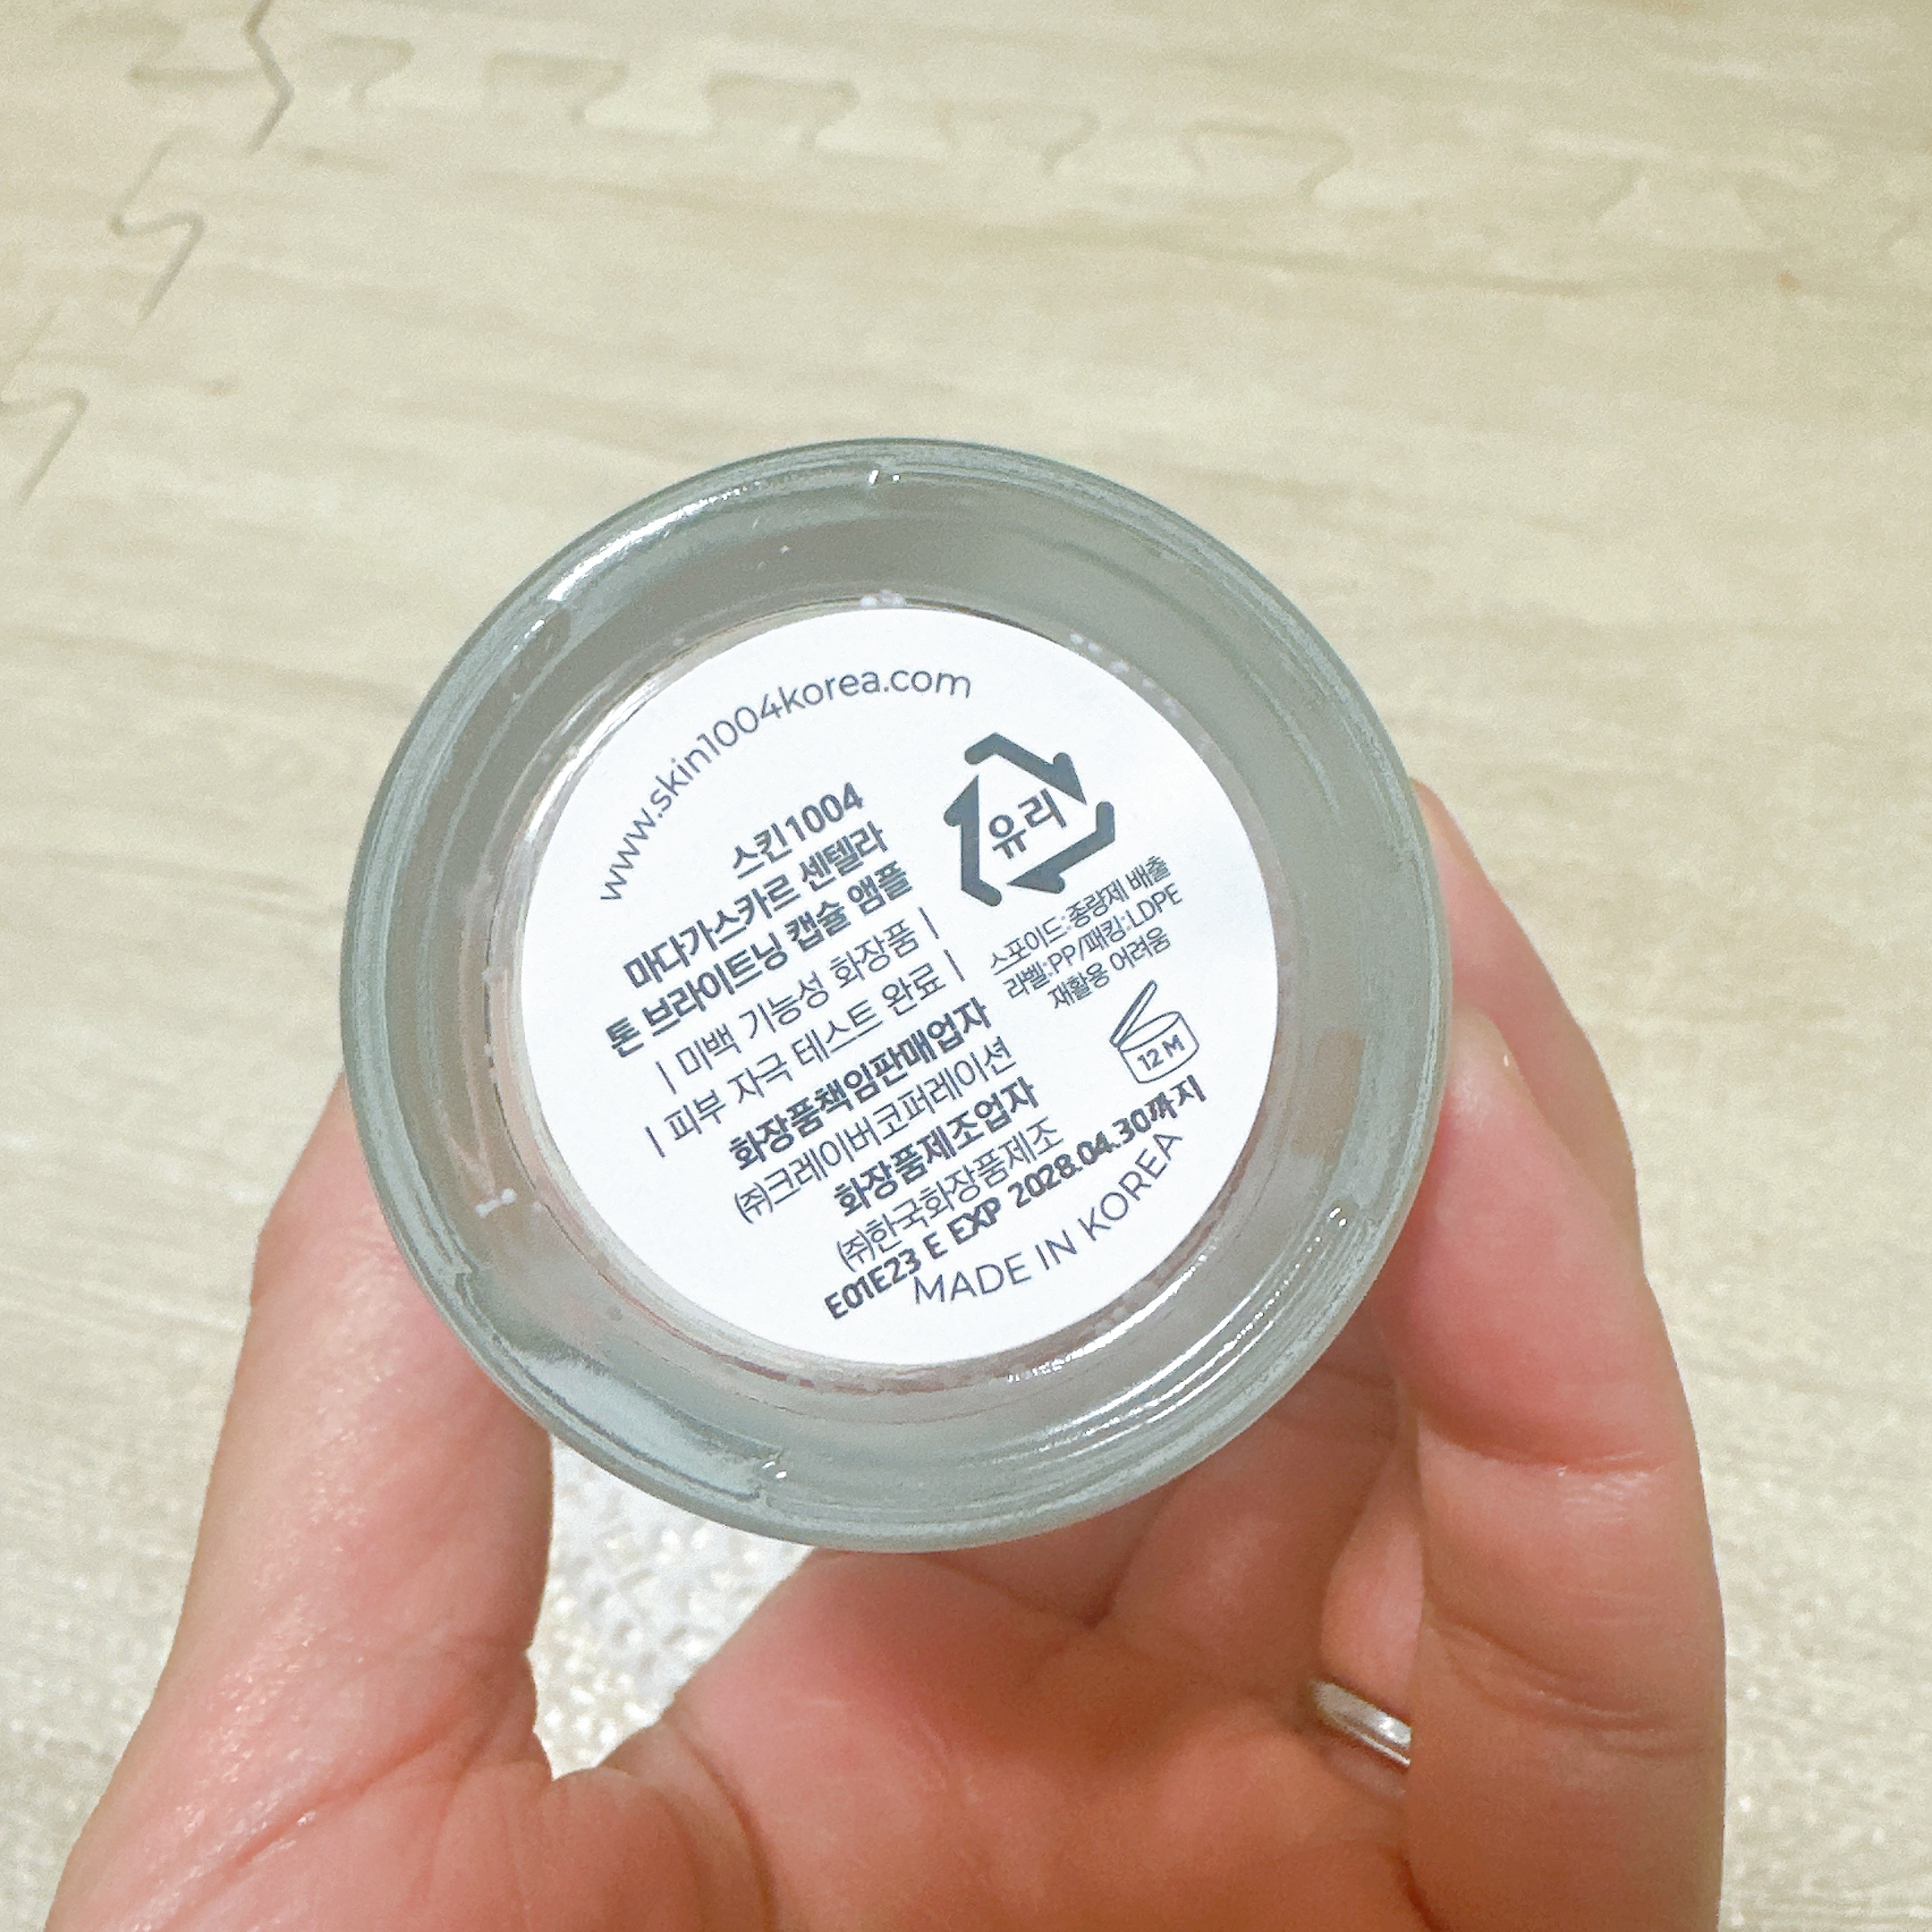 www.skin1004korea.com
스킨1004
마다가스카르 센텔라
톤 브라이트닝 캡슐 앰플
| 미백 기능성 화장품 |
| 피부 자극 테스트 완료 |
화장품책임판매업자
㈜크레이버코퍼레이션
화장품제조업자
㈜한국화장품제조
유리
스포이드:종량제 배출
라벨:PP/패킹:LDPE
재활용 어려움
12 M
E01E23 E EXP 2028.04.30까지
MADE IN KOREA